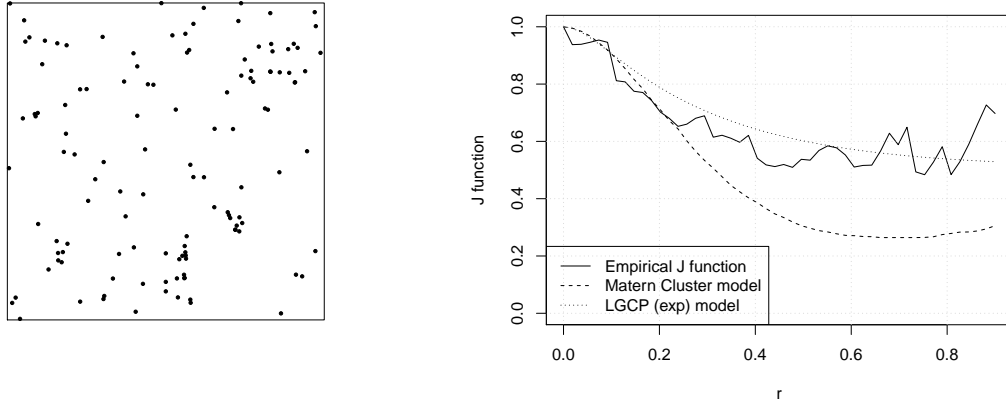 J function
1.0
0.8
0.6
0.4
0.2
0.0
Empirical J function
Matern Cluster model
LGCP (exp) model
0.0 0.2 0.4 0.6 0.8
r